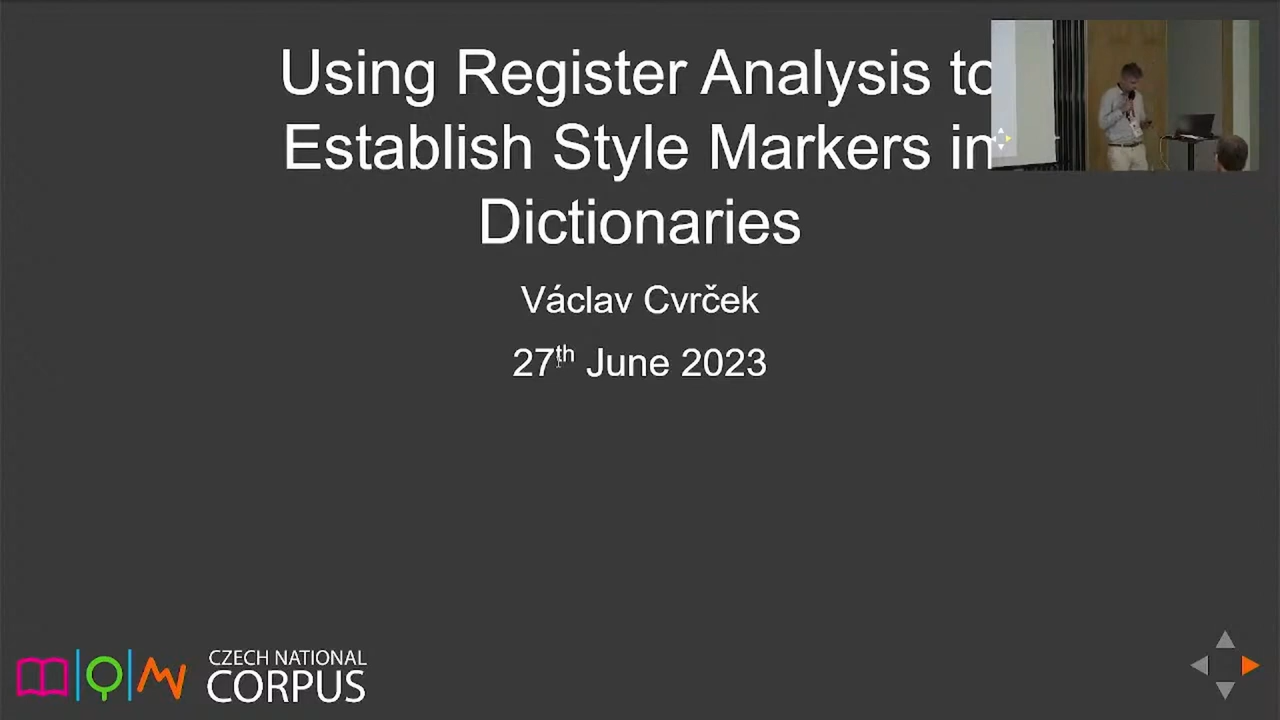 Using Register Analysis to
Establish Style Markers in
Dictionaries
Václav Cvrček
27th June 2023
CZECH NATIONAL
CORPUS